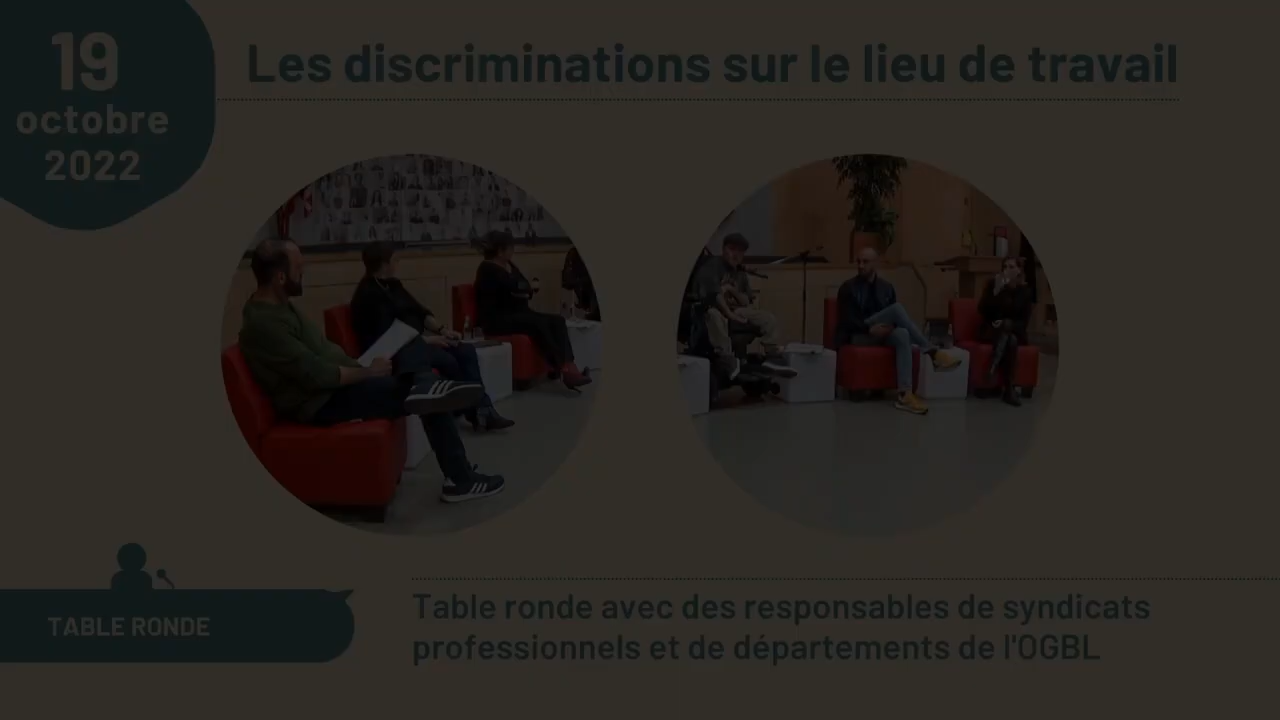 19
octobre
2022
Les discriminations sur le lieu de travail
TABLE RONDE
Table ronde avec des responsables de syndicats
professionnels et de départements de l'OGBL